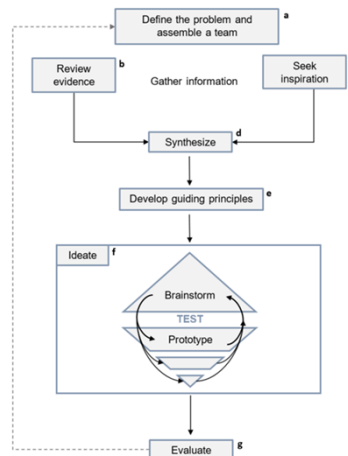 Define the problem and
assemble a team
a
Review
evidence
b
Gather information
Seek
inspiration
Synthesize
d
Develop guiding principles
e
Ideate
f
Brainstorm
TEST
Prototype
Evaluate
g